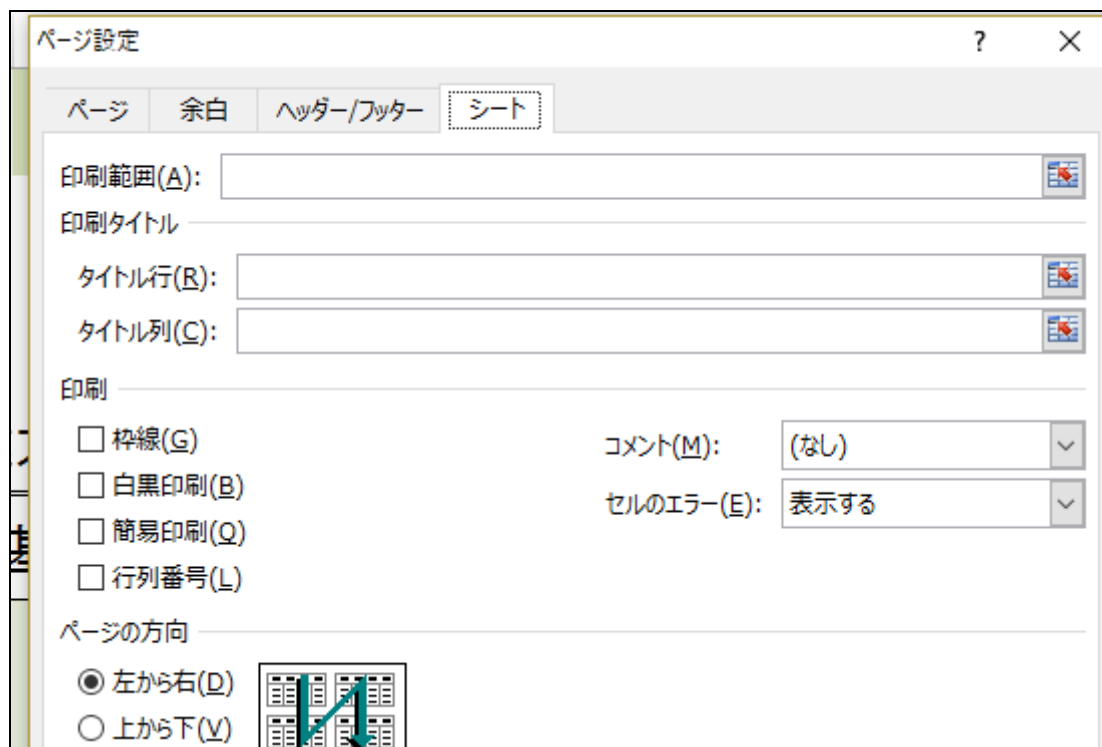 ページ設定 ?
ページ 余白 ヘッダー/フッター シート
印刷範囲(A):
印刷タイトル
タイトル行(R):
タイトル列(C):
印刷
枠線(G) コメント(M): (なし)
白黒印刷(B)
セルのエラー(E): 表示する
簡易印刷(Q)
行列番号(L)
ページの方向
左から右(D)
上から下(V)